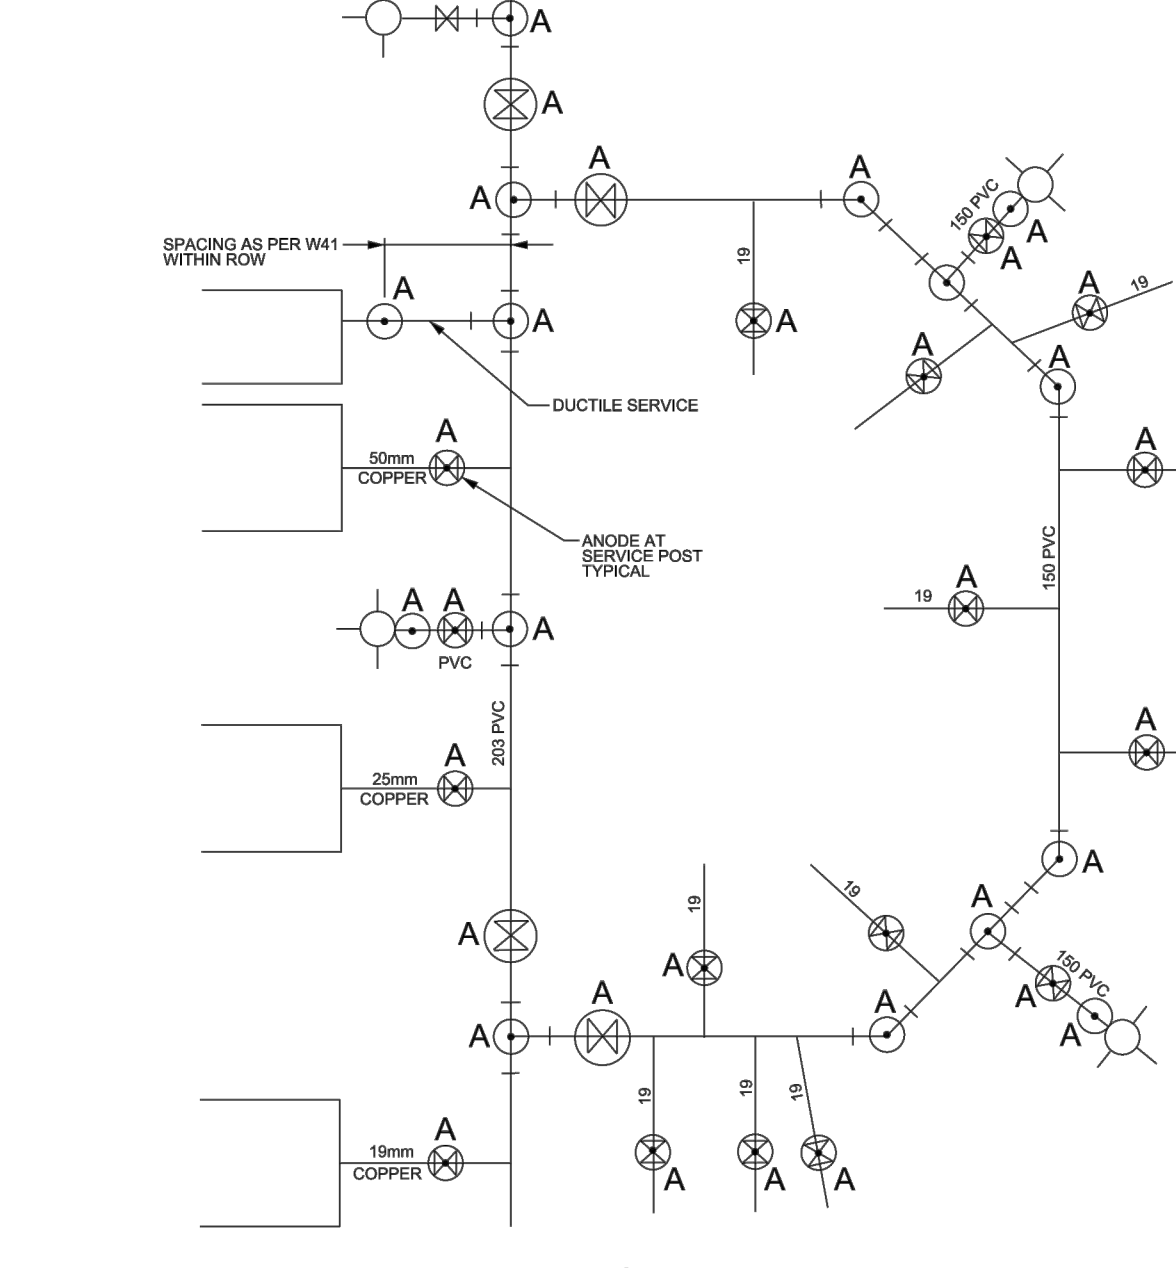 A
A
A
A
A
150 PVC
A
A
SPACING AS PER W41
WITHIN ROW
19
A
A
A
A
19
A
A
DUCTILE SERVICE
A
50mm
COPPER
A
ANODE AT
SERVICE POST
TYPICAL
150 PVC
A
19
A
A
A
PVC
203 PVC
A
A
25mm
COPPER
A
A
19
19
A
A
150 PVC
A
A
A
A
A
A
19
19
19
A
19mm
COPPER
A
A
A